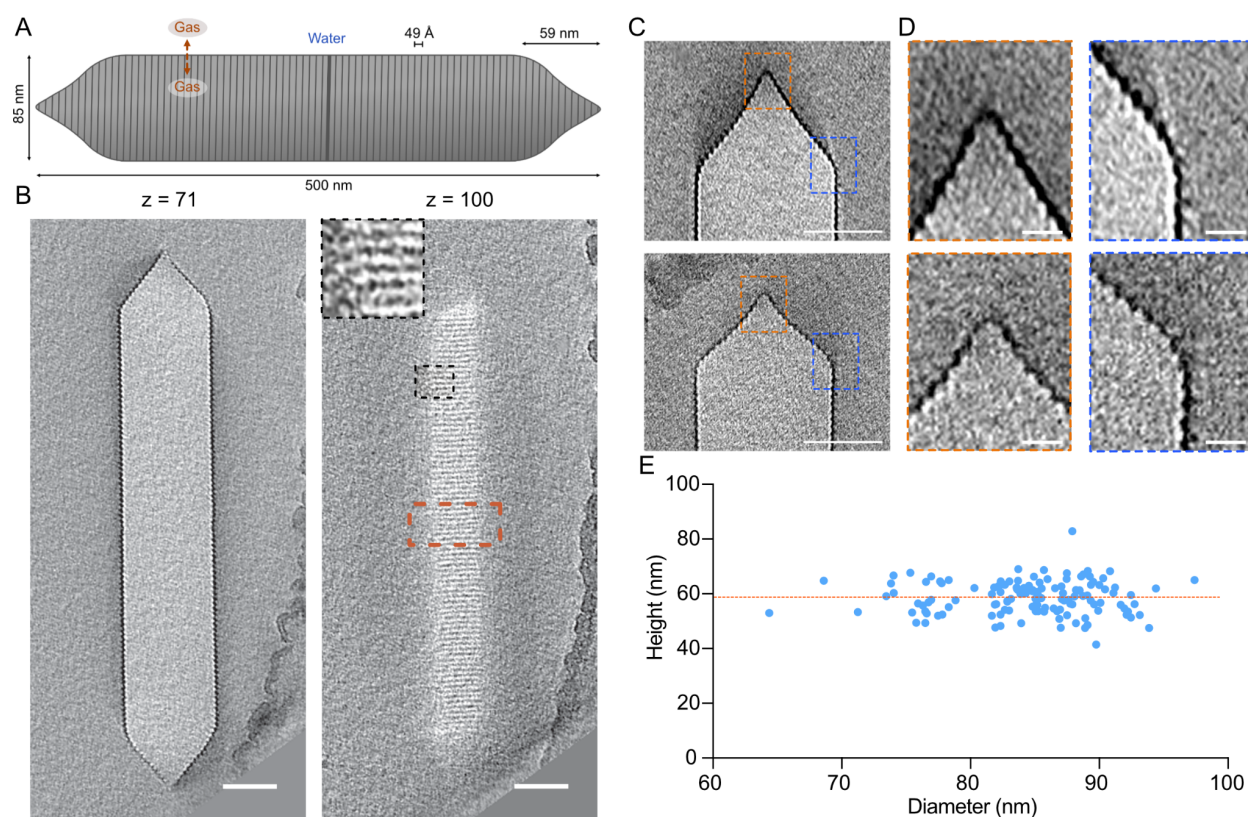 A
Gas
Gas
Water
49 Å
59 nm
85 nm
500 nm
B
z = 71
z = 100
C
D
E
Height (nm)
100
80
60
40
20
0
60
70
80
90
100
Diameter (nm)